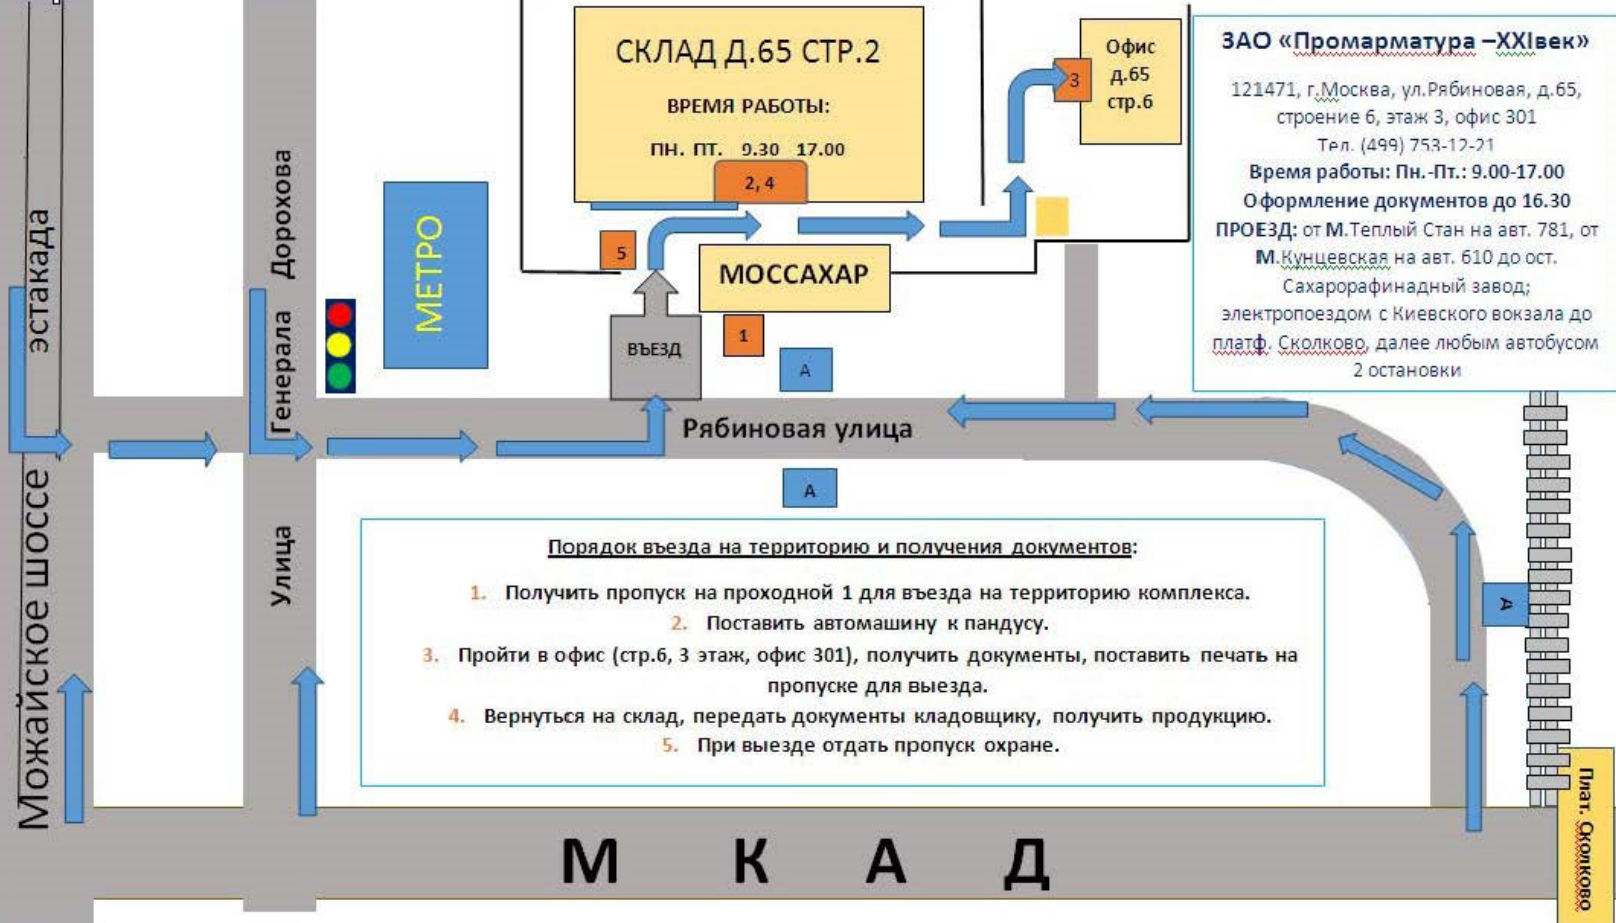 СКЛАД Д.65 СТР.2
ВРЕМЯ РАБОТЫ:
ПН. ПТ. 9.30 17.00
2, 4
Офис
д.65
стр.6
3
ЗАО «Промарматура –XXIвек»
121471, г.Москва, ул.Рябиновая, д.65,
строение 6, этаж 3, офис 301
Тел. (499) 753-12-21
Время работы: Пн.-Пт.: 9.00-17.00
Оформление документов до 16.30
ПРОЕЗД: от М.Теплый Стан на авт. 781, от
М.Кунцевская на авт. 610 до ост.
Сахарорафинадный завод;
электропоездом с Киевского вокзала до
платф. Сколково, далее любым автобусом
2 остановки
эстакада
Можайское шоссе
Улица Генерала Дорохова
МЕТРО
5
МОССАХАР
1
ВЪЕЗД
А
Рябиновая улица
А
Порядок въезда на территорию и получения документов:
1. Получить пропуск на проходной 1 для въезда на территорию комплекса.
2. Поставить автомашину к пандусу.
3. Пройти в офис (стр.6, 3 этаж, офис 301), получить документы, поставить печать на
пропуске для выезда.
4. Вернуться на склад, передать документы кладовщику, получить продукцию.
5. При выезде отдать пропуск охране.
А
Плат. Сколково
МКАД